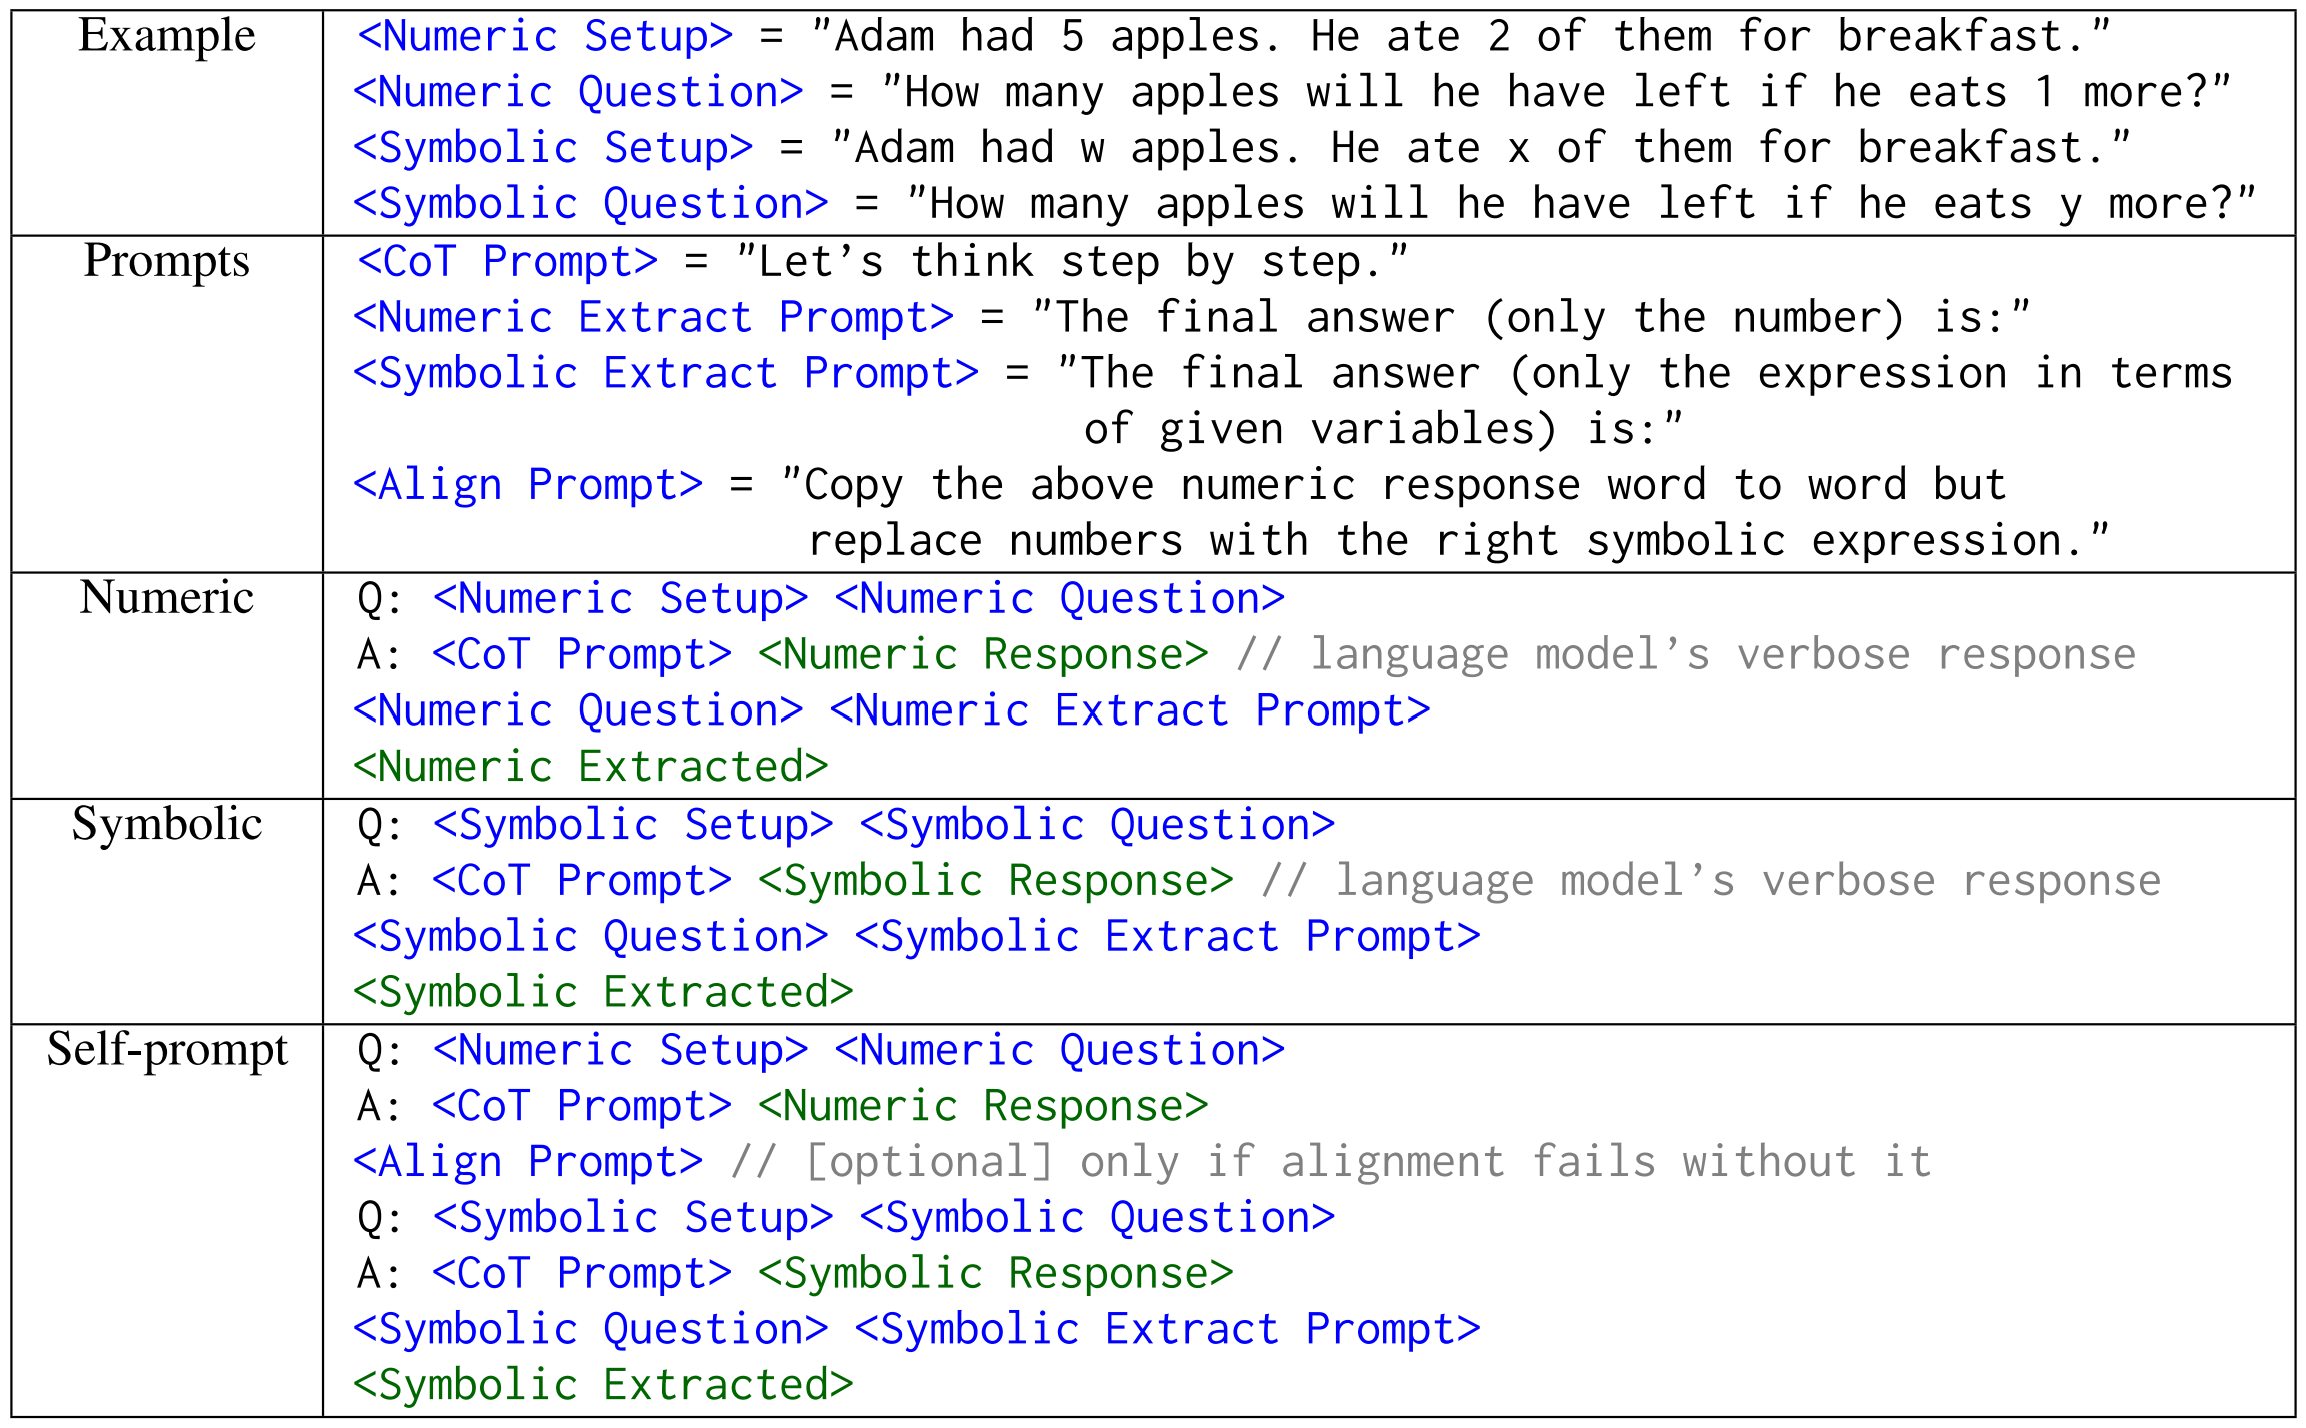 Example
<Numeric Setup> = "Adam had 5 apples. He ate 2 of them for breakfast."
<Numeric Question> = "How many apples will he have left if he eats 1 more?"
<Symbolic Setup> = "Adam had w apples. He ate x of them for breakfast."
<Symbolic Question> = "How many apples will he have left if he eats y more?"
Prompts
<CoT Prompt> = "Let's think step by step."
<Numeric Extract Prompt> = "The final answer (only the number) is:"
<Symbolic Extract Prompt> = "The final answer (only the expression in terms
of given variables) is:"
<Align Prompt> = "Copy the above numeric response word to word but
replace numbers with the right symbolic expression."
Numeric
Q: <Numeric Setup> <Numeric Question>
A: <CoT Prompt> <Numeric Response> // language model's verbose response
<Numeric Question> <Numeric Extract Prompt>
<Numeric Extracted>
Symbolic
Q: <Symbolic Setup> <Symbolic Question>
A: <CoT Prompt> <Symbolic Response> // language model's verbose response
<Symbolic Question> <Symbolic Extract Prompt>
<Symbolic Extracted>
Self-prompt
Q: <Numeric Setup> <Numeric Question>
A: <CoT Prompt> <Numeric Response>
<Align Prompt> // [optional] only if alignment fails without it
Q: <Symbolic Setup> <Symbolic Question>
A: <CoT Prompt> <Symbolic Response>
<Symbolic Question> <Symbolic Extract Prompt>
<Symbolic Extracted>